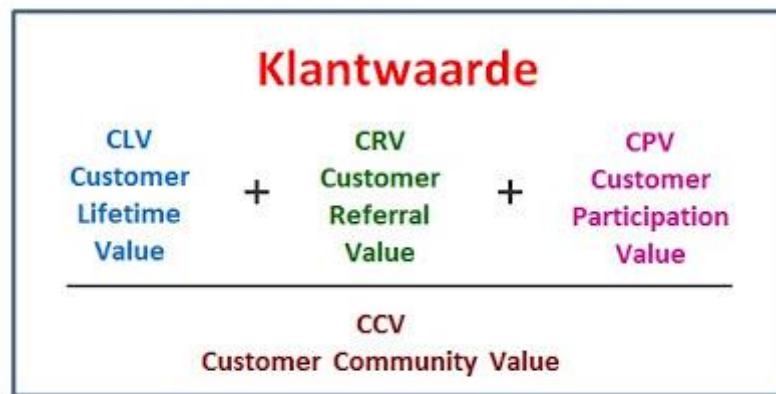 Klantwaarde
CLV
Customer
Lifetime
Value
+
CRV
Customer
Referral
Value
+
CPV
Customer
Participation
Value
CCV
Customer Community Value